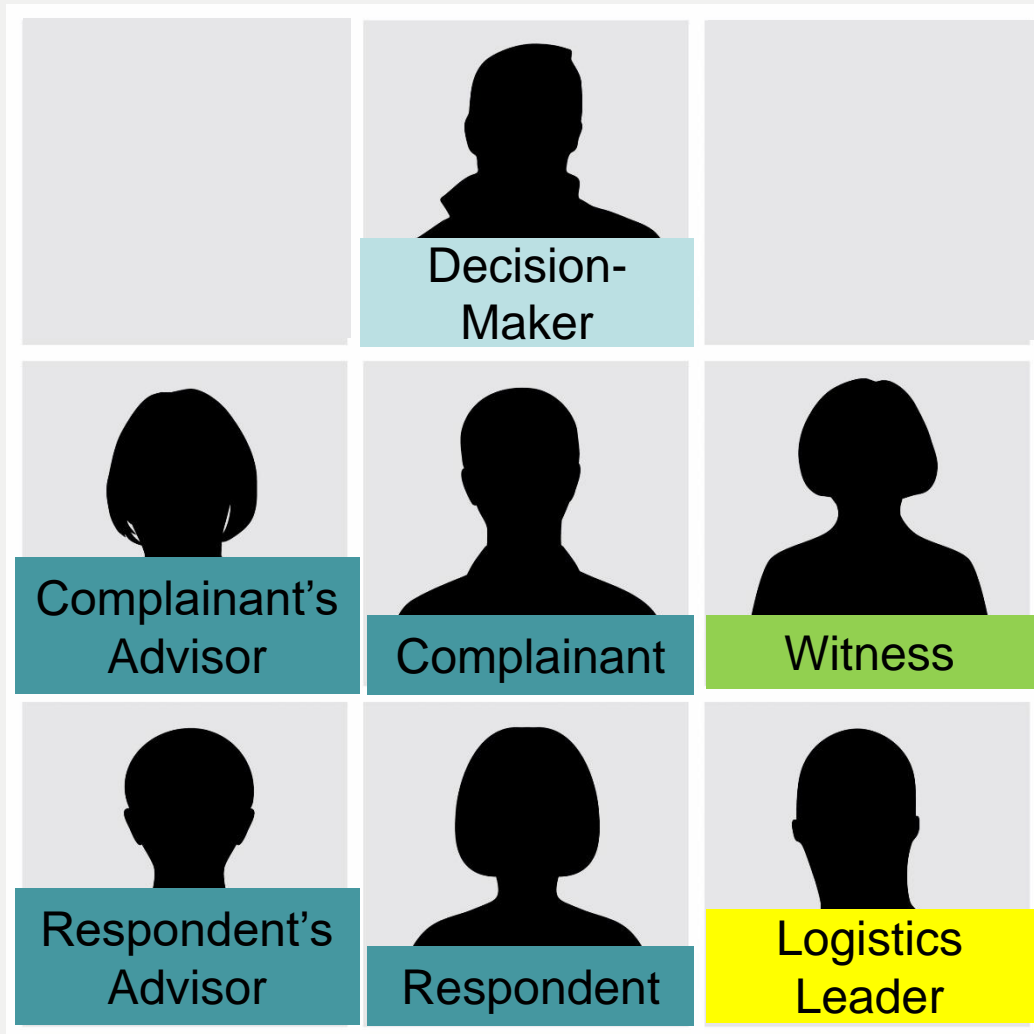 Decision-
Maker
Complainant’s
Advisor
Complainant
Witness
Respondent’s
Advisor
Respondent
Logistics
Leader